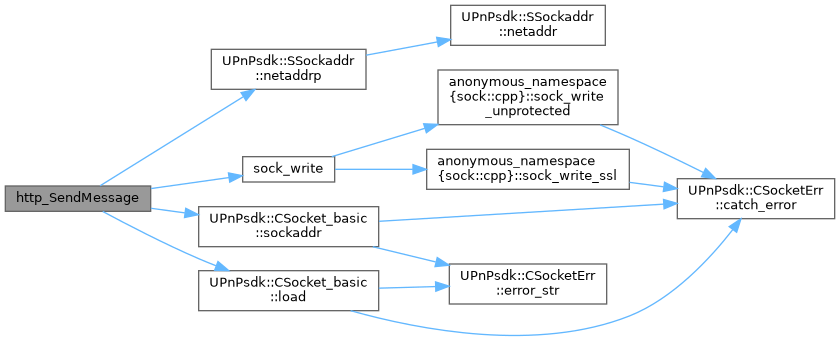 UPnPsdk::SSockaddr
::netaddr
UPnPsdk::SSockaddr
::netaddrp
anonymous_namespace
{sock::cpp}::sock_write
_unprotected
sock_write
anonymous_namespace
{sock::cpp}::sock_write_ssl
http_SendMessage
UPnPsdk::CSocketErr
::catch_error
UPnPsdk::CSocket_basic
::sockaddr
UPnPsdk::CSocketErr
::error_str
UPnPsdk::CSocket_basic
::load